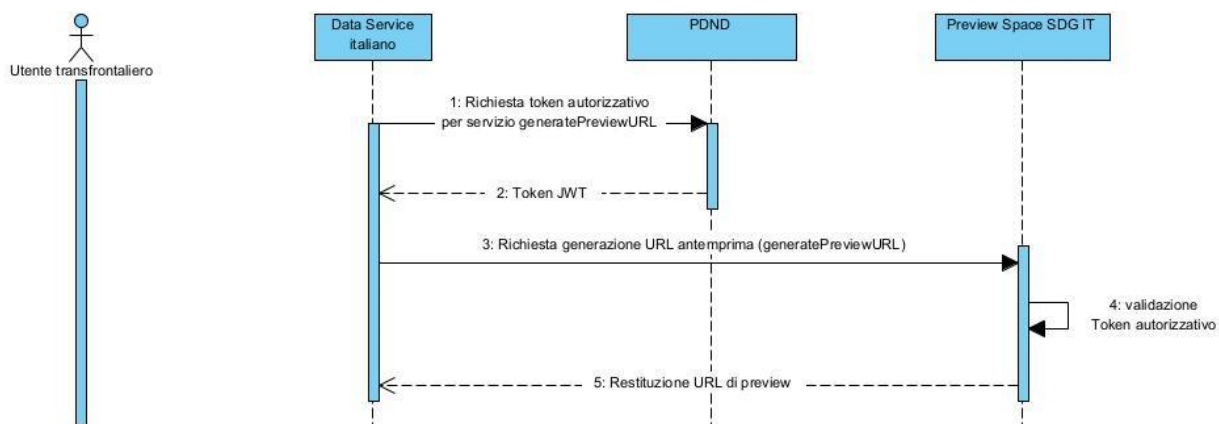 Utente transfrontaliero
Data Service
italiano
PDND
Preview Space SDG IT
1: Richiesta token autorizzativo
per servizio generatePreviewURL
2: Token JWT
3: Richiesta generazione URL antemprima (generatePreviewURL)
4: validazione
Token autorizzativo
5: Restituzione URL di preview